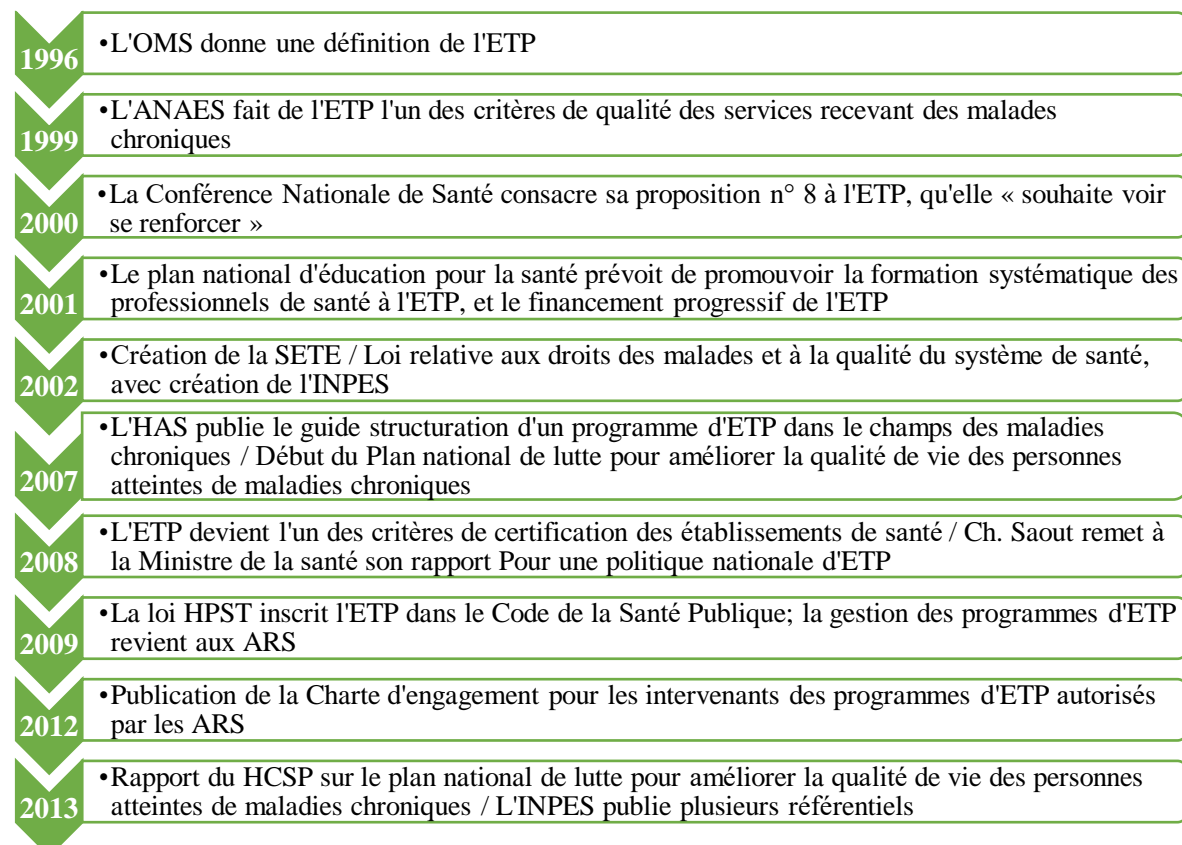 1996
•L'OMS donne une définition de l'ETP
1999
•L'ANAES fait de l'ETP l'un des critères de qualité des services recevant des malades
chroniques
2000
•La Conférence Nationale de Santé consacre sa proposition n° 8 à l'ETP, qu'elle « souhaite voir
se renforcer »
2001
•Le plan national d'éducation pour la santé prévoit de promouvoir la formation systématique des
professionnels de santé à l'ETP, et le financement progressif de l'ETP
2002
•Création de la SETE / Loi relative aux droits des malades et à la qualité du système de santé,
avec création de l'INPES
2007
•L'HAS publie le guide structuration d'un programme d'ETP dans le champs des maladies
chroniques / Début du Plan national de lutte pour améliorer la qualité de vie des personnes
atteintes de maladies chroniques
2008
•L'ETP devient l'un des critères de certification des établissements de santé / Ch. Saout remet à
la Ministre de la santé son rapport Pour une politique nationale d'ETP
2009
•La loi HPST inscrit l'ETP dans le Code de la Santé Publique; la gestion des programmes d'ETP
revient aux ARS
2012
•Publication de la Charte d'engagement pour les intervenants des programmes d'ETP autorisés
par les ARS
2013
•Rapport du HCSP sur le plan national de lutte pour améliorer la qualité de vie des personnes
atteintes de maladies chroniques / L'INPES publie plusieurs référentiels